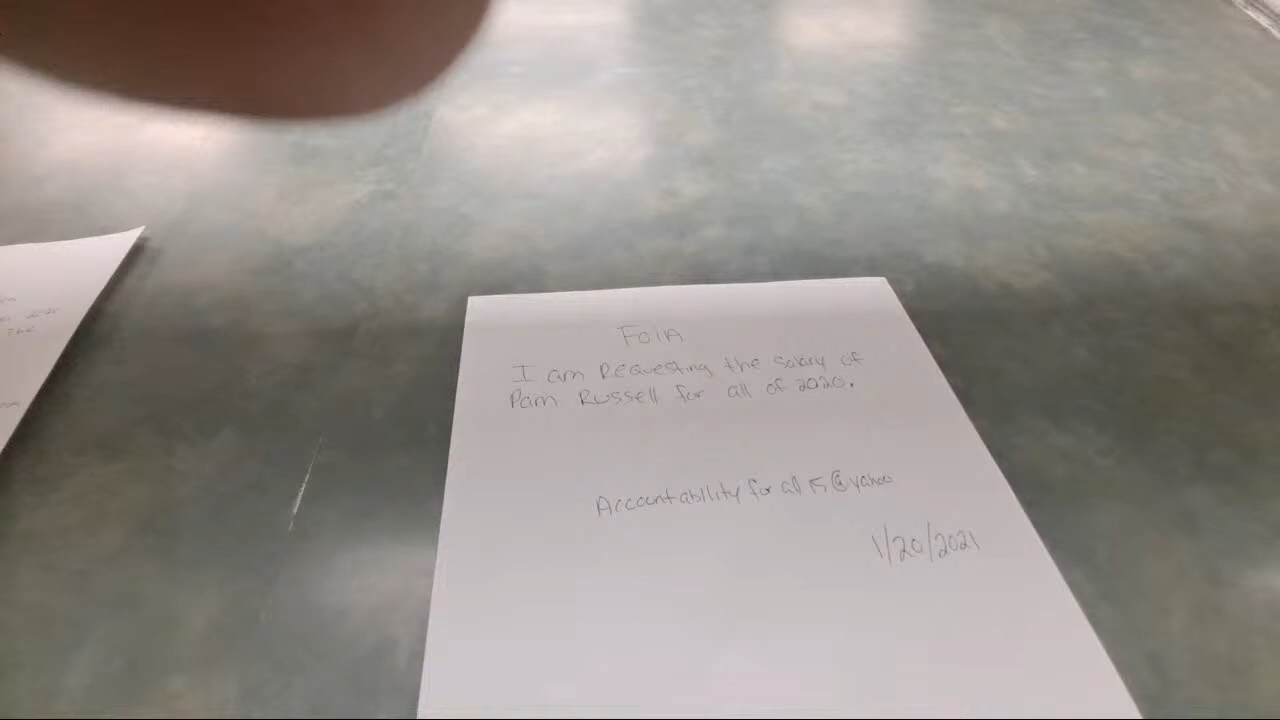 FOIA
I am Requesting the Salary of
Pam Russell for all of 2020.
Accountability for all 15@yahoo
1/20/2021